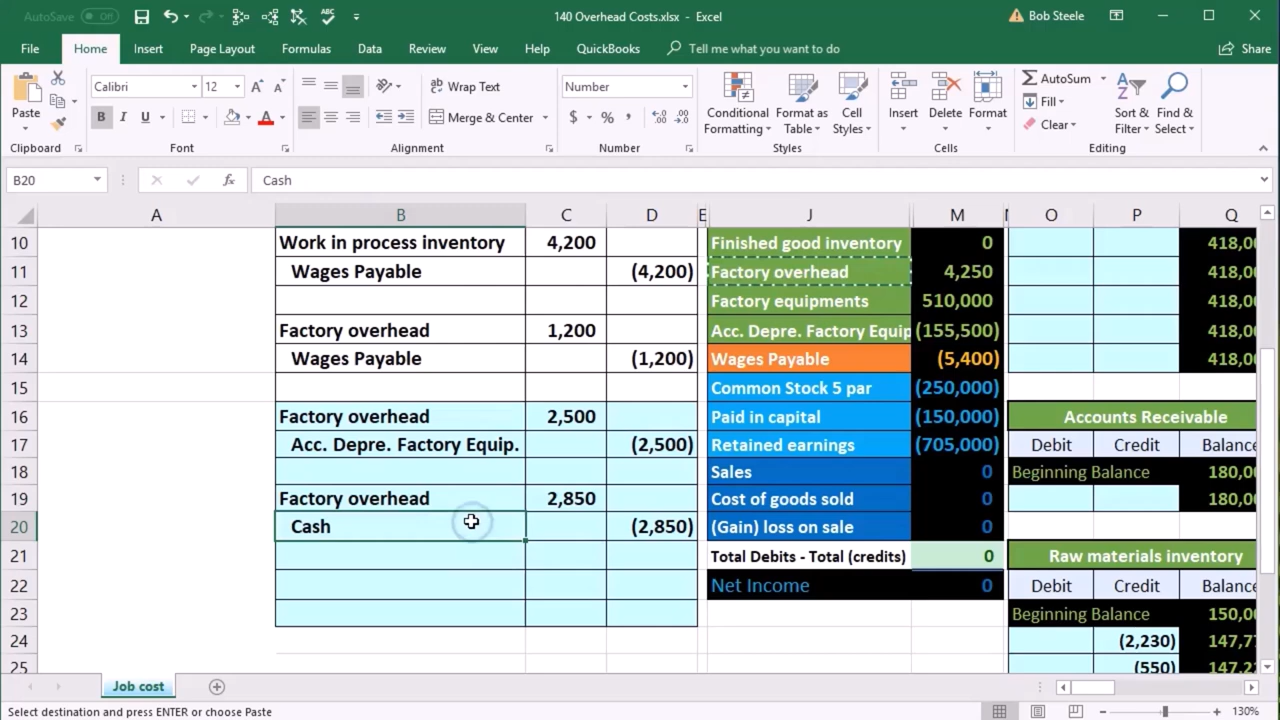 AutoSave Off
140 Overhead Costs.xlsx - Excel
Bob Steele
File Home Insert Page Layout Formulas Data Review View Help QuickBooks Tell me what you want to do Share
Paste
Calibri 12
Wrap Text
Merge & Center
Number
Conditional Formatting
Format as Table
Cell Styles
Insert Delete Format
AutoSum
Fill
Clear
Sort & Filter
Find & Select
Clipboard Font Alignment Number Styles Cells Editing
B20 fx Cash
A B C D E J M N O P Q
10 Work in process inventory 4,200 Finished good inventory 0 418,0
11 Wages Payable (4,200) Factory overhead 4,250 418,0
12 Factory equipments 510,000 418,0
13 Factory overhead 1,200 Acc. Depre. Factory Equip (155,500) 418,0
14 Wages Payable (1,200) Wages Payable (5,400) 418,0
15 Common Stock 5 par (250,000)
16 Factory overhead 2,500 Paid in capital (150,000) Accounts Receivable
17 Acc. Depre. Factory Equip. (2,500) Retained earnings (705,000) Debit Credit Balance
18 Sales 0 Beginning Balance 180,0
19 Factory overhead 2,850 Cost of goods sold 0 180,0
20 Cash (2,850) (Gain) loss on sale 0
21 Total Debits - Total (credits) 0 Raw materials inventory
22 Net Income 0 Debit Credit Balance
23 Beginning Balance 150,0
24 (2,230) 147,7
25 (550) 147,2
Job cost
Select destination and press ENTER or choose Paste
130%